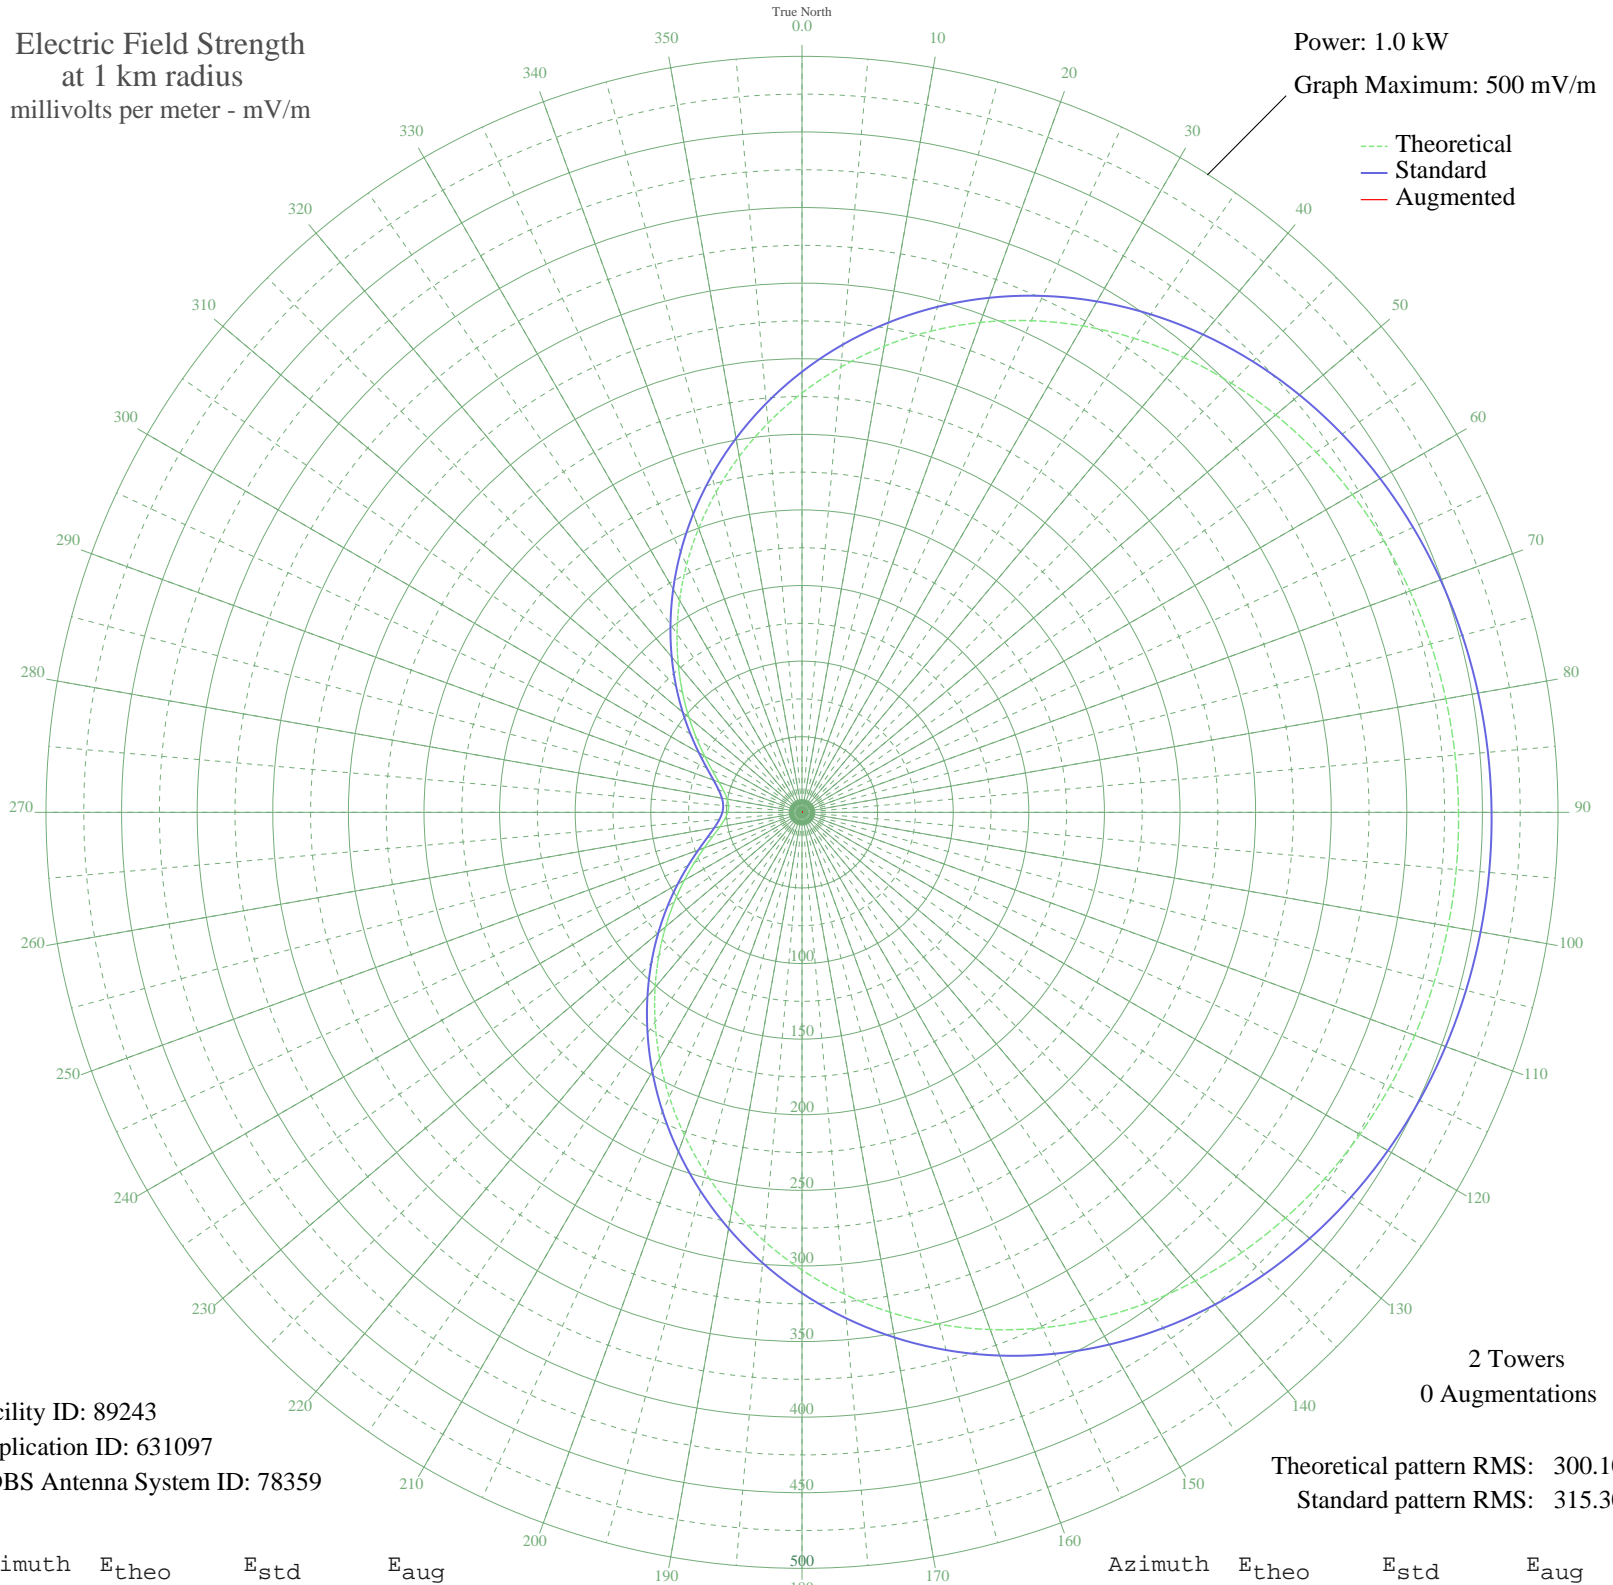 True North
0.0
Electric Field Strength
at 1 km radius
millivolts per meter - mV/m
Power: 1.0 kW
Graph Maximum: 500 mV/m
Theoretical
Standard
Augmented
10
20
30
40
50
60
70
80
90
100
110
120
130
140
150
160
170
190
200
210
220
230
240
250
260
270
280
290
300
310
320
330
340
350
100
150
200
250
300
350
400
450
500
2 Towers
0 Augmentations
cility ID: 89243
plication ID: 631097
DBS Antenna System ID: 78359
Theoretical pattern RMS: 300.10
Standard pattern RMS: 315.30
imuth Etheo Estd Eaug
Azimuth Etheo Estd Eaug